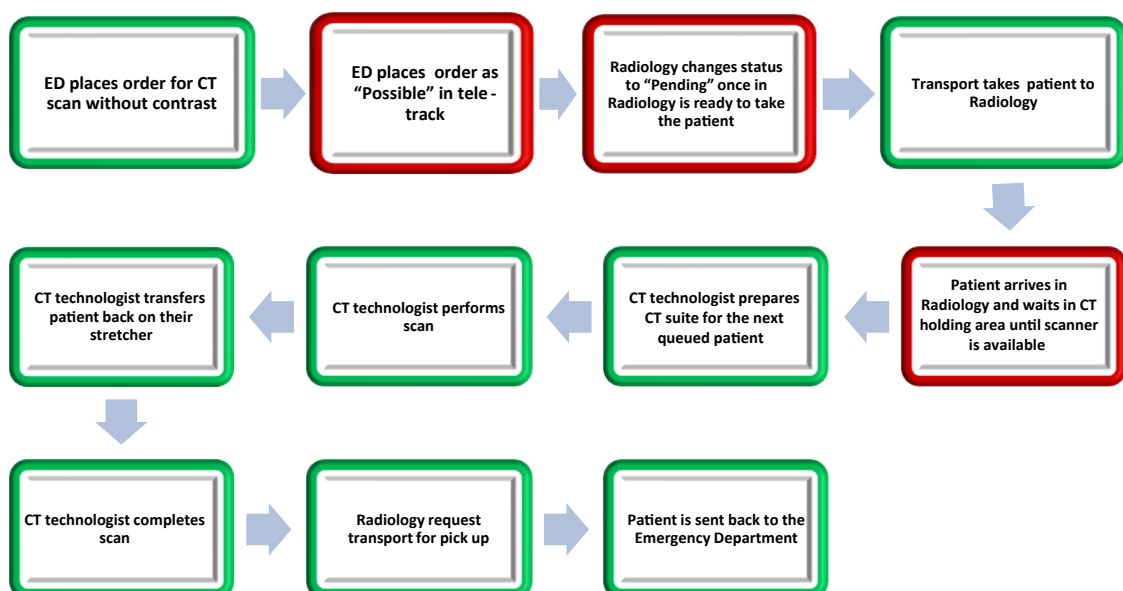 ED places order for CT
scan without contrast
ED places order as
“Possible” in tele -
track
Radiology changes status
to “Pending” once in
Radiology is ready to take
the patient
Transport takes patient to
Radiology
Patient arrives in
Radiology and waits in CT
holding area until scanner
is available
CT technologist prepares
CT suite for the next
queued patient
CT technologist performs
scan
CT technologist transfers
patient back on their
stretcher
CT technologist completes
scan
Radiology request
transport for pick up
Patient is sent back to the
Emergency Department